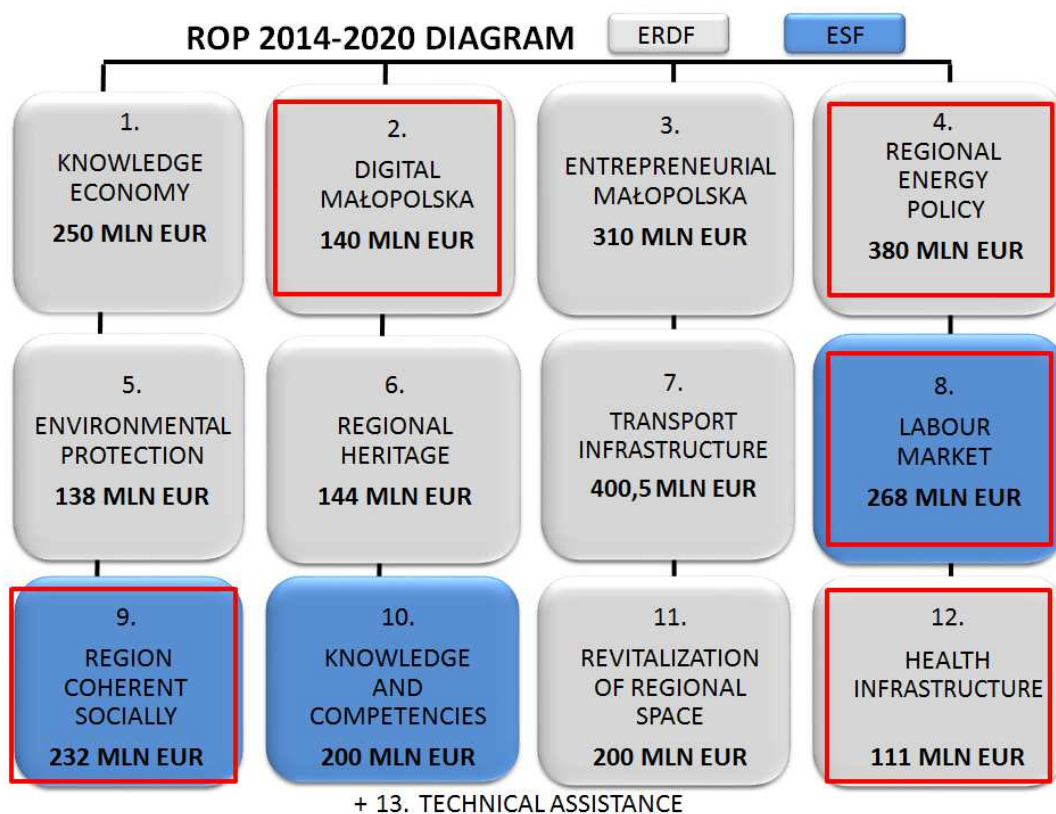 ROP 2014-2020 DIAGRAM
ERDF
ESF
1.
KNOWLEDGE
ECONOMY
250 MLN EUR
2.
DIGITAL
MAŁOPOLSKA
140 MLN EUR
3.
ENTREPRENEURIAL
MAŁOPOLSKA
310 MLN EUR
4.
REGIONAL
ENERGY
POLICY
380 MLN EUR
5.
ENVIRONMENTAL
PROTECTION
138 MLN EUR
6.
REGIONAL
HERITAGE
144 MLN EUR
7.
TRANSPORT
INFRASTRUCTURE
400,5 MLN EUR
8.
LABOUR
MARKET
268 MLN EUR
9.
REGION
COHERENT
SOCIALLY
232 MLN EUR
10.
KNOWLEDGE
AND
COMPETENCIES
200 MLN EUR
11.
REVITALIZATION
OF REGIONAL
SPACE
200 MLN EUR
12.
HEALTH
INFRASTRUCTURE
111 MLN EUR
+ 13. TECHNICAL ASSISTANCE